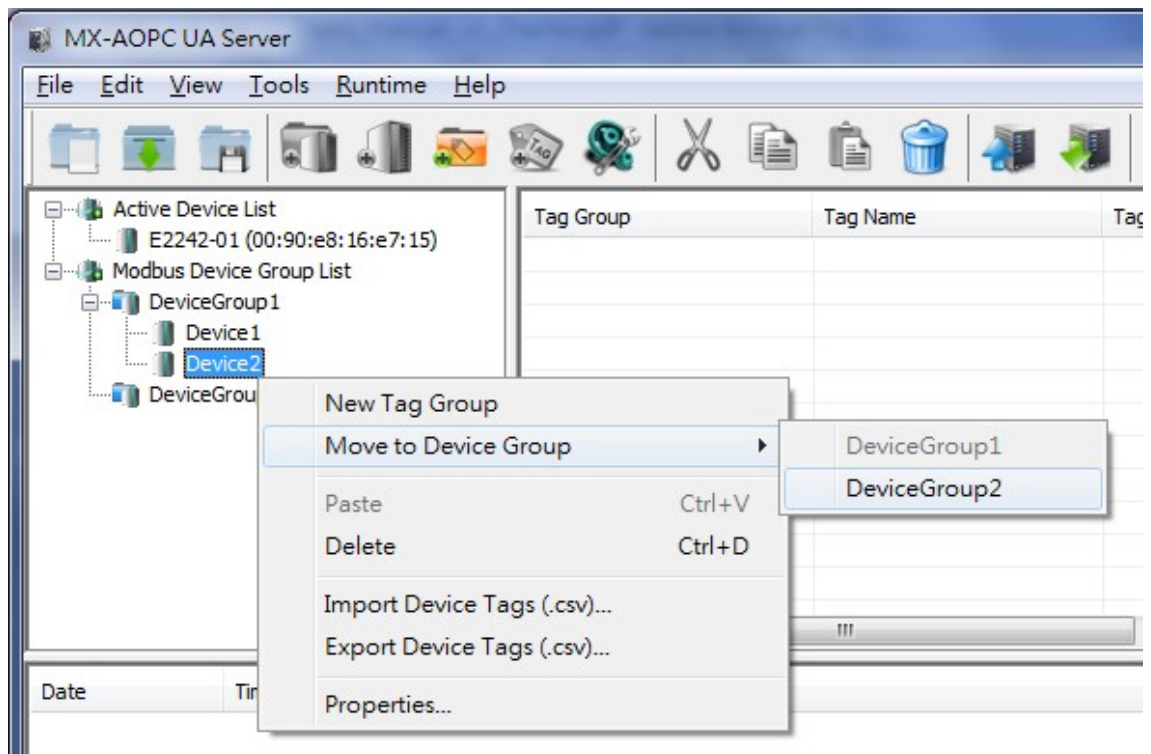 MX-AOPC UA Server
File Edit View Tools Runtime Help
TAG
Active Device List
E2242-01 (00:90:e8:16:e7:15)
Modbus Device Group List
DeviceGroup1
Device1
Device2
DeviceGrou
Tag Group Tag Name Tag
New Tag Group
Move to Device Group
Paste Ctrl+V
Delete Ctrl+D
Import Device Tags (.csv)...
Export Device Tags (.csv)...
Properties...
DeviceGroup1
DeviceGroup2
Date Tir